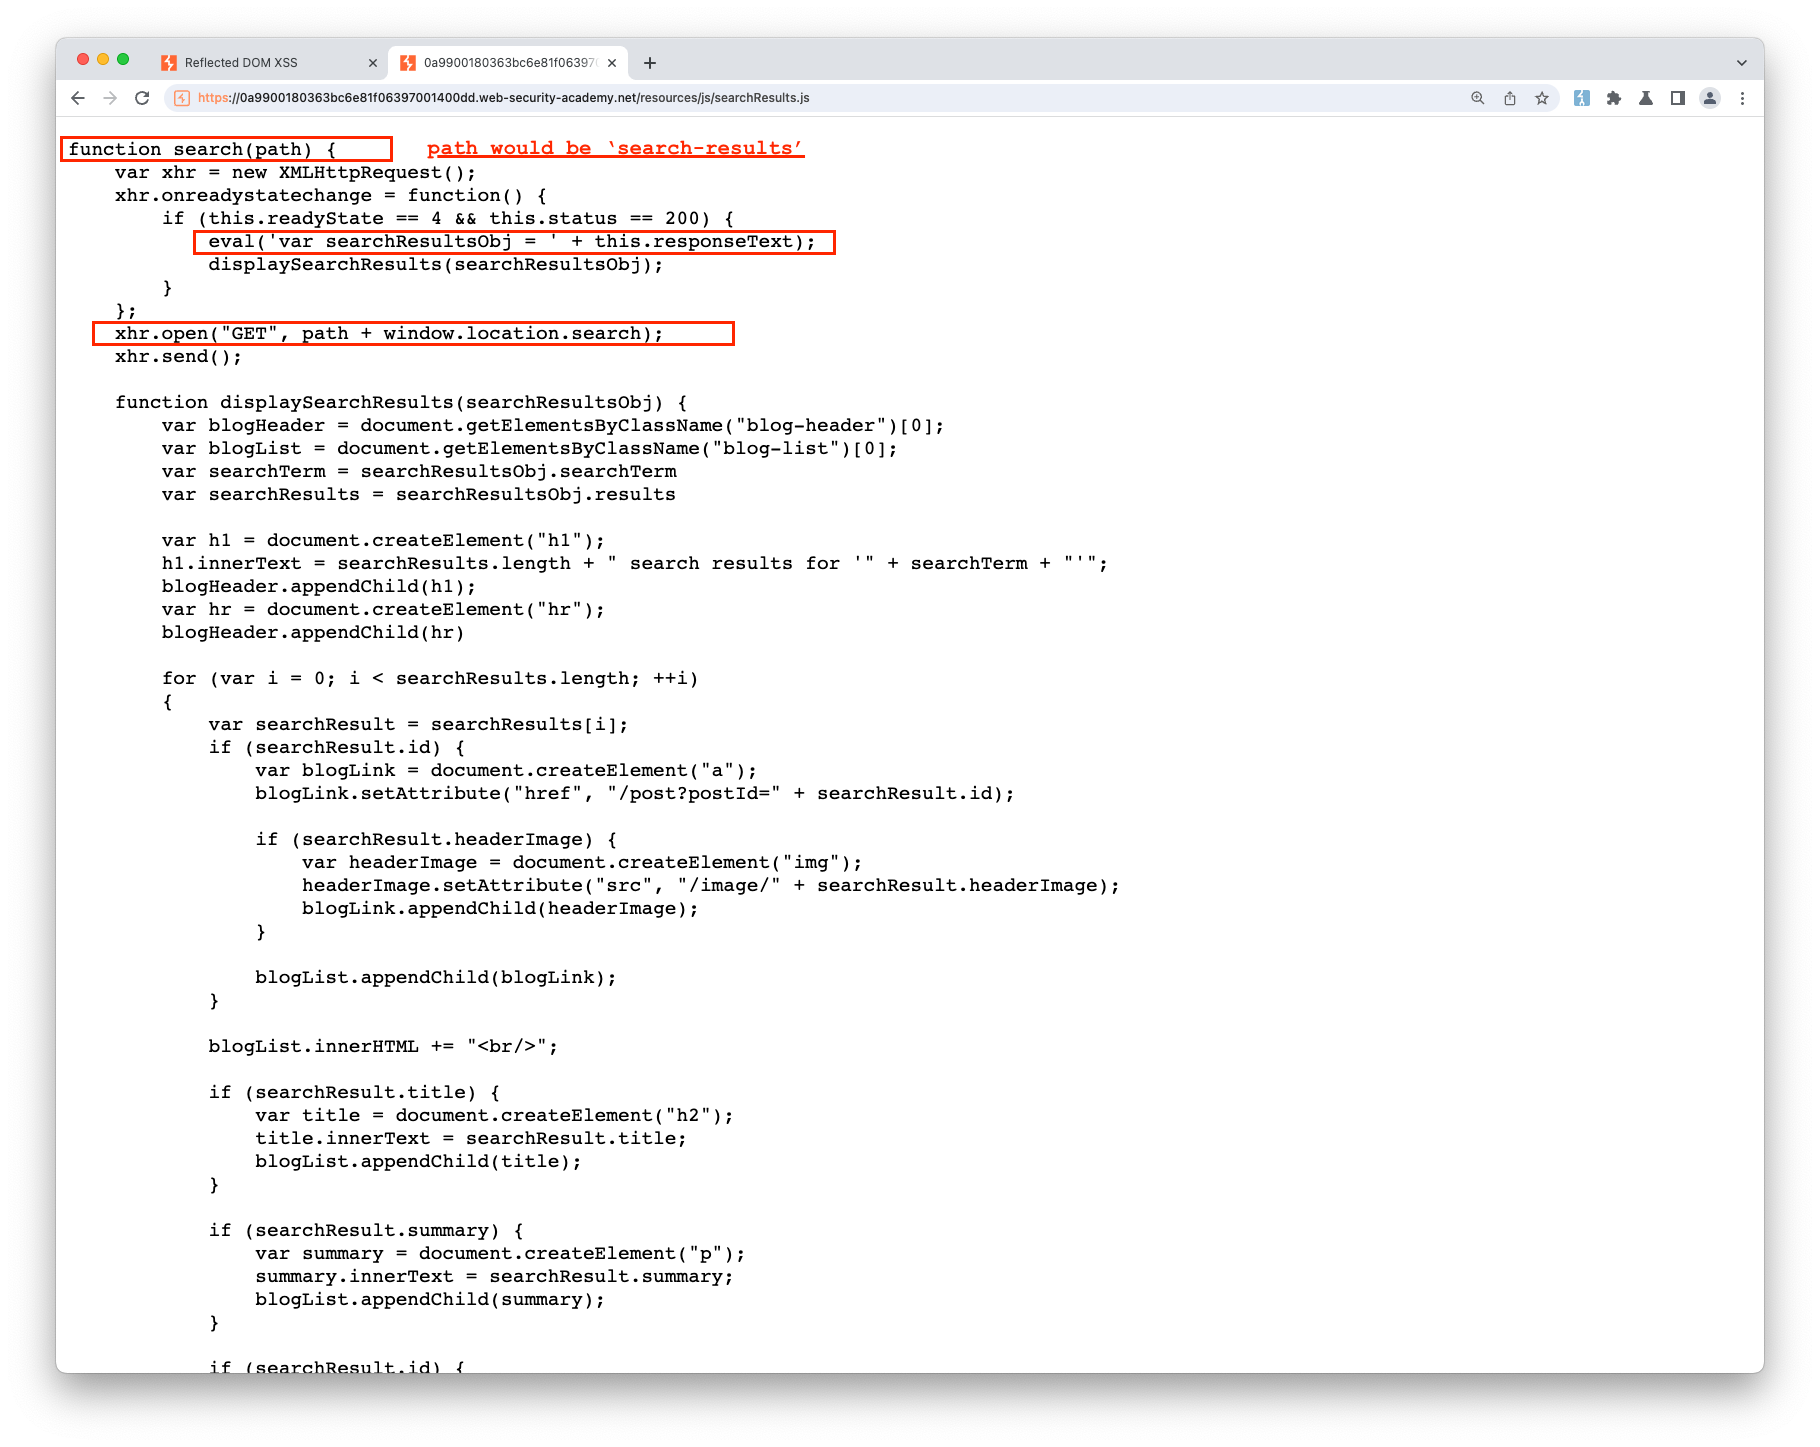 Reflected DOM XSS
0a9900180363bc6e81f06397
https://0a9900180363bc6e81f06397001400dd.web-security-academy.net/resources/js/searchResults.js
function search(path) { path would be ‘search-results’
    var xhr = new XMLHttpRequest();
    xhr.onreadystatechange = function() {
        if (this.readyState == 4 && this.status == 200) {
            eval('var searchResultsObj = ' + this.responseText);
            displaySearchResults(searchResultsObj);
        }
    };
    xhr.open("GET", path + window.location.search);
    xhr.send();

    function displaySearchResults(searchResultsObj) {
        var blogHeader = document.getElementsByClassName("blog-header")[0];
        var blogList = document.getElementsByClassName("blog-list")[0];
        var searchTerm = searchResultsObj.searchTerm
        var searchResults = searchResultsObj.results

        var h1 = document.createElement("h1");
        h1.innerText = searchResults.length + " search results for '" + searchTerm + "'";
        blogHeader.appendChild(h1);
        var hr = document.createElement("hr");
        blogHeader.appendChild(hr)

        for (var i = 0; i < searchResults.length; ++i)
        {
            var searchResult = searchResults[i];
            if (searchResult.id) {
                var blogLink = document.createElement("a");
                blogLink.setAttribute("href", "/post?postId=" + searchResult.id);

                if (searchResult.headerImage) {
                    var headerImage = document.createElement("img");
                    headerImage.setAttribute("src", "/image/" + searchResult.headerImage);
                    blogLink.appendChild(headerImage);
                }

                blogList.appendChild(blogLink);
            }

            blogList.innerHTML += "<br/>";

            if (searchResult.title) {
                var title = document.createElement("h2");
                title.innerText = searchResult.title;
                blogList.appendChild(title);
            }

            if (searchResult.summary) {
                var summary = document.createElement("p");
                summary.innerText = searchResult.summary;
                blogList.appendChild(summary);
            }

            if (searchResult.id) {